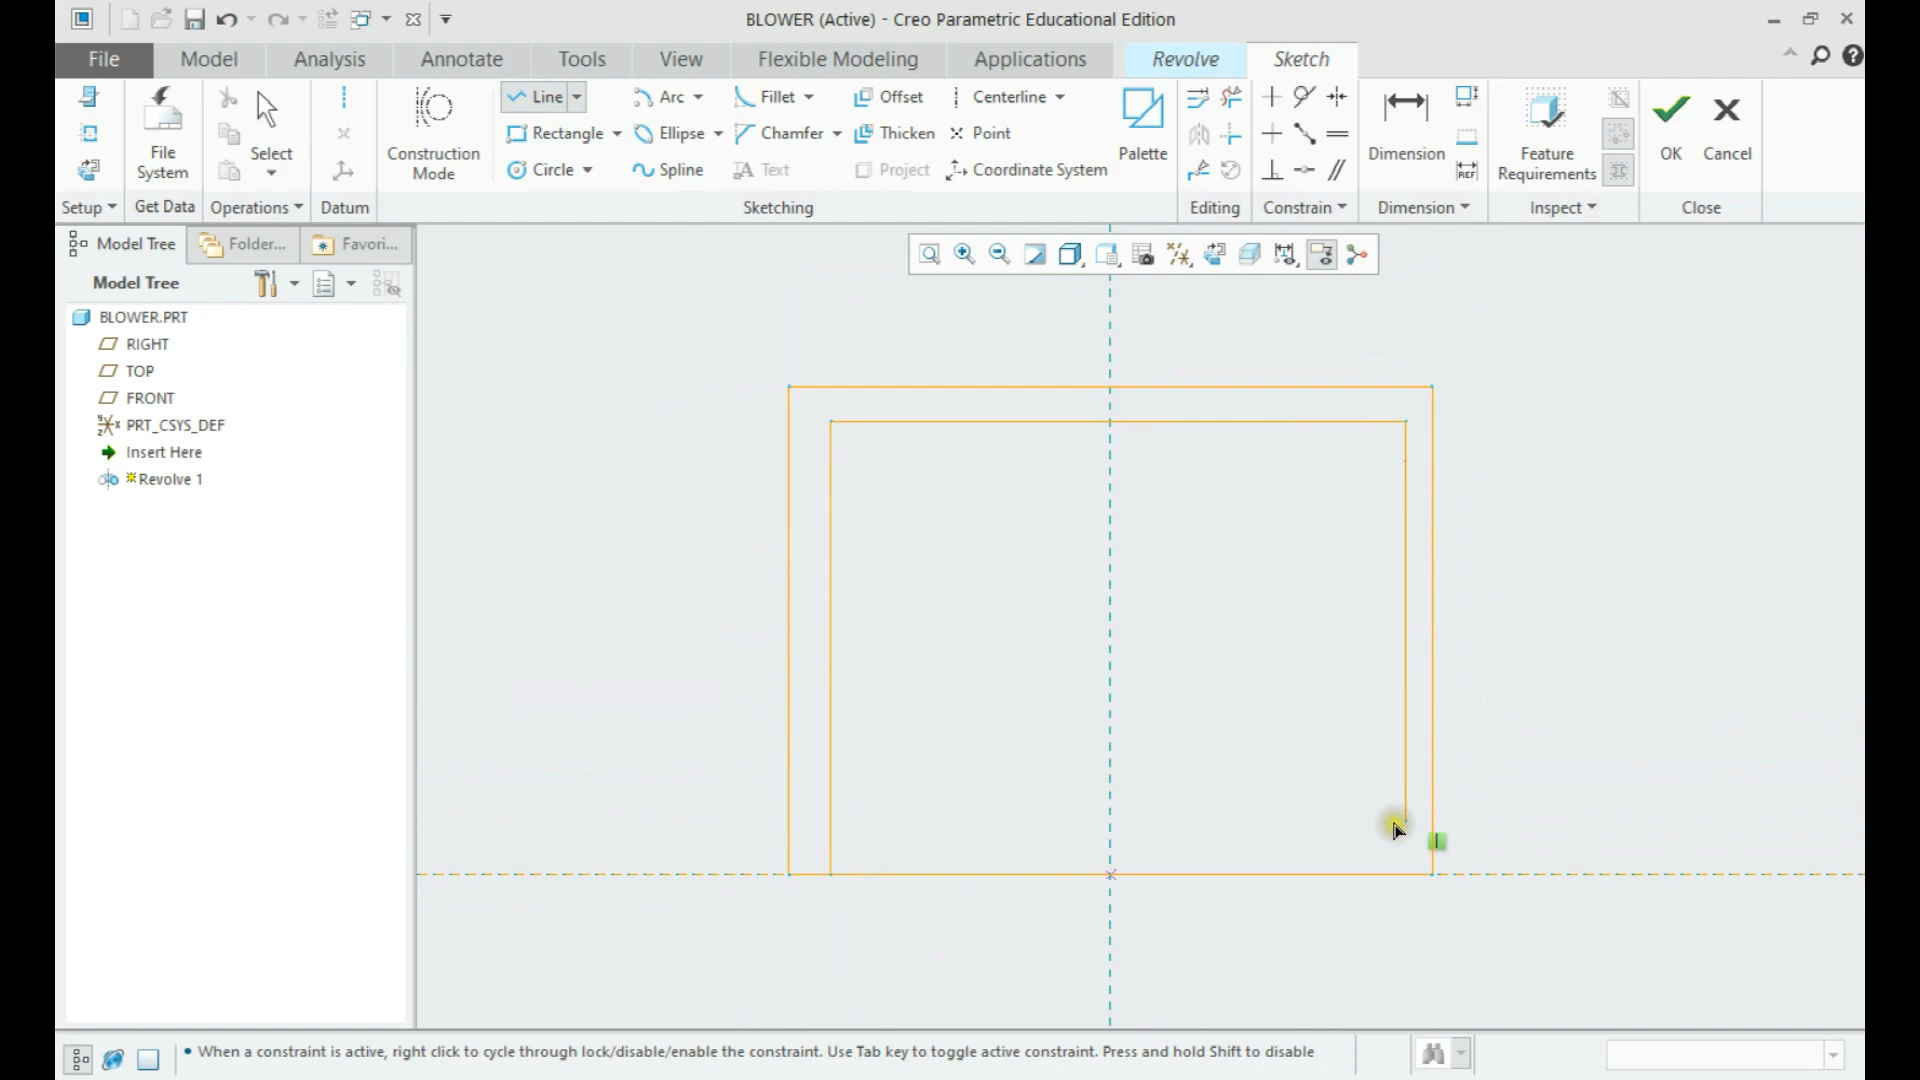 BLOWER (Active) - Creo Parametric Educational Edition
File Model Analysis Annotate Tools View Flexible Modeling Applications Revolve Sketch
Line Arc Fillet Offset Centerline
Rectangle Ellipse Chamfer Thicken Point
Circle Spline Text Project Coordinate System
File System
Select
Construction Mode
Palette
Dimension
REF
Feature Requirements
OK Cancel
Setup Get Data Operations Datum Sketching Editing Constrain Dimension Inspect Close
Model Tree Folder... Favori...
Model Tree
BLOWER.PRT
RIGHT
TOP
FRONT
PRT_CSYS_DEF
Insert Here
Revolve 1
When a constraint is active, right click to cycle through lock/disable/enable the constraint. Use Tab key to toggle active constraint. Press and hold Shift to disable